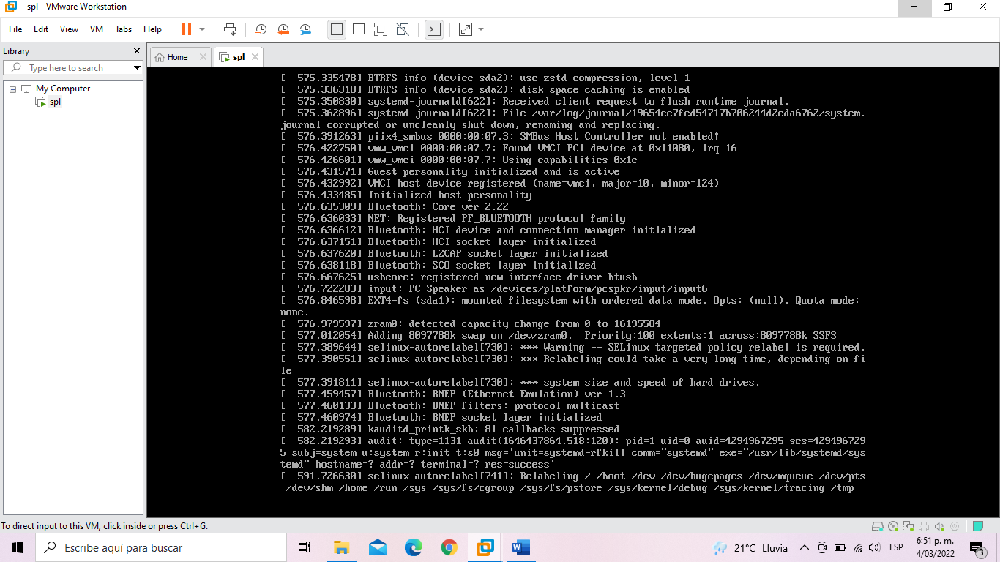 spl - VMware Workstation
File Edit View VM Tabs Help
Library
Type here to search
My Computer
spl
Home
spl
[  575.335478] BTRFS info (device sda2): use zstd compression, level 1
[  575.336318] BTRFS info (device sda2): disk space caching is enabled
[  575.350830] systemd-journald[622]: Received client request to flush runtime journal.
[  575.362896] systemd-journald[622]: File /var/log/journal/19654ee7fed54717b706244d2eda6762/system.
journal corrupted or uncleanly shut down, renaming and replacing.
[  576.391263] piix4_smbus 0000:00:07.3: SMBus Host Controller not enabled!
[  576.422750] vmw_vmci 0000:00:07.7: Found VMCI PCI device at 0x11080, irq 16
[  576.426601] vmw_vmci 0000:00:07.7: Using capabilities 0x1c
[  576.431571] Guest personality initialized and is active
[  576.432992] VMCI host device registered (name=vmci, major=10, minor=124)
[  576.433485] Initialized host personality
[  576.635309] Bluetooth: Core ver 2.22
[  576.636033] NET: Registered PF_BLUETOOTH protocol family
[  576.636612] Bluetooth: HCI device and connection manager initialized
[  576.637151] Bluetooth: HCI socket layer initialized
[  576.637620] Bluetooth: L2CAP socket layer initialized
[  576.638118] Bluetooth: SCO socket layer initialized
[  576.667625] usbcore: registered new interface driver btusb
[  576.722283] input: PC Speaker as /devices/platform/pcspkr/input/input6
[  576.846598] EXT4-fs (sda1): mounted filesystem with ordered data mode. Opts: (null). Quota mode:
none.
[  576.979597] zram0: detected capacity change from 0 to 16195584
[  577.012054] Adding 8097788k swap on /dev/zram0.  Priority:100 extents:1 across:8097788k SSFS
[  577.389644] selinux-autorelabel[730]: *** Warning -- SELinux targeted policy relabel is required.
[  577.390551] selinux-autorelabel[730]: *** Relabeling could take a very long time, depending on fi
le
[  577.391811] selinux-autorelabel[730]: *** system size and speed of hard drives.
[  577.459457] Bluetooth: BNEP (Ethernet Emulation) ver 1.3
[  577.460133] Bluetooth: BNEP filters: protocol multicast
[  577.460974] Bluetooth: BNEP socket layer initialized
[  582.219289] kauditd_printk_skb: 81 callbacks suppressed
[  582.219293] audit: type=1131 audit(1646437864.518:120): pid=1 uid=0 auid=4294967295 ses=429496729
5 subj=system_u:system_r:init_t:s0 msg='unit=systemd-rfkill comm="systemd" exe="/usr/lib/systemd/sys
temd" hostname=? addr=? terminal=? res=success'
[  591.726630] selinux-autorelabel[741]: Relabeling / /boot /dev /dev/hugepages /dev/mqueue /dev/pts
/dev/shm /home /run /sys /sys/fs/cgroup /sys/fs/pstore /sys/kernel/debug /sys/kernel/tracing /tmp
To direct input to this VM, click inside or press Ctrl+G.
Escribe aquí para buscar
21°C Lluvia
ESP
6:51 p. m.
4/03/2022
3